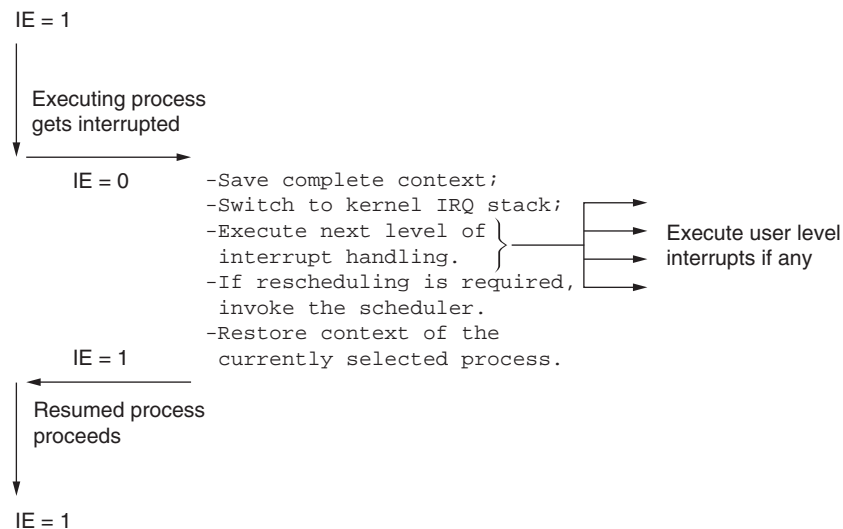 IE = 1
Executing process
gets interrupted
IE = 0
-Save complete context;
-Switch to kernel IRQ stack;
-Execute next level of
interrupt handling.
-If rescheduling is required,
invoke the scheduler.
-Restore context of the
currently selected process.
Execute user level
interrupts if any
IE = 1
Resumed process
proceeds
IE = 1